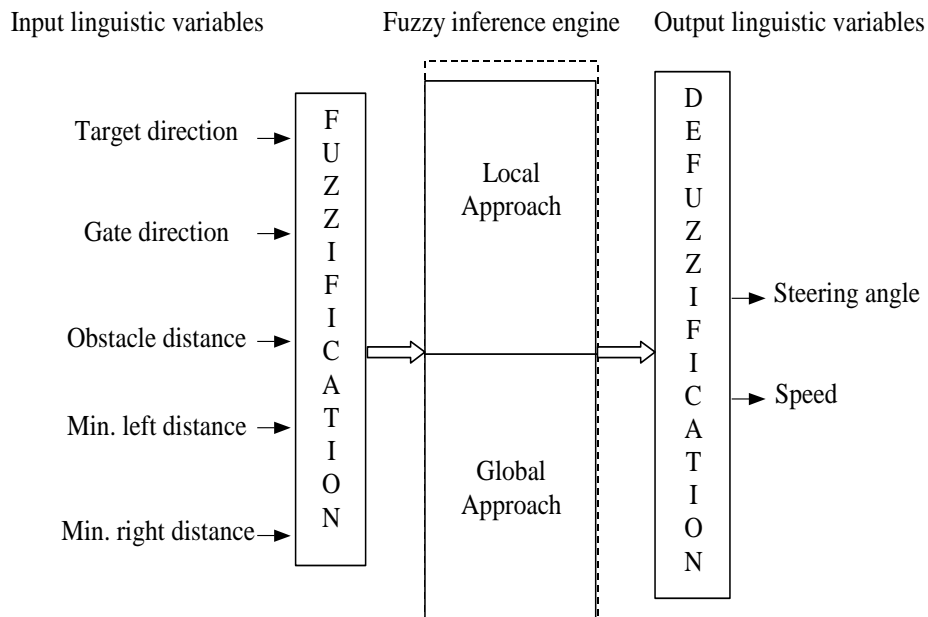 Input linguistic variables
Fuzzy inference engine
Output linguistic variables
Target direction
Gate direction
Obstacle distance
Min. left distance
Min. right distance
FUZZIFICATION
Local
Approach
Global
Approach
DEFUZZIFICATION
Steering angle
Speed